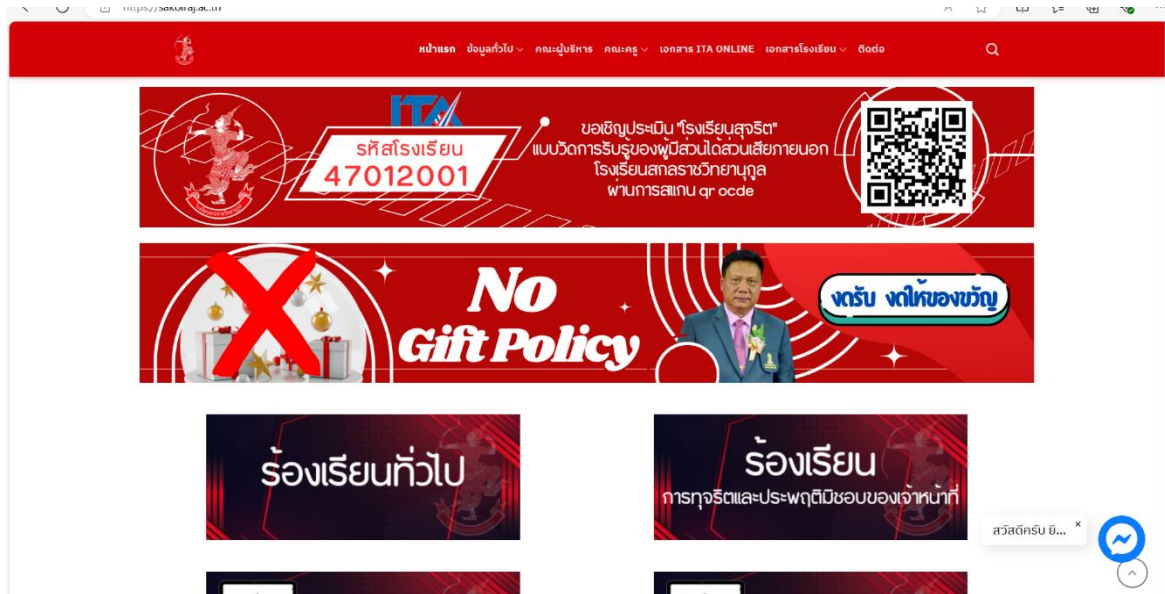 https://sakolraj.ac.th
หน้าแรก ข้อมูลทั่วไป คณะผู้บริหาร คณะครู เอกสาร ITA ONLINE เอกสารโรงเรียน ติดต่อ
ITA
รหัสโรงเรียน
47012001
ขอเชิญประเมิน "โรงเรียนสุจริต"
แบบวัดการรับรู้ของผู้มีส่วนได้ส่วนเสียภายนอก
โรงเรียนสกลราชวิทยานุกูล
ผ่านการสแกน qr ocde
No
Gift Policy
งดรับ งดให้ของขวัญ
ร้องเรียนทั่วไป
ร้องเรียน
การทุจริตและประพฤติมิชอบของเจ้าหน้าที่
สวัสดีครับ ยิ... ×